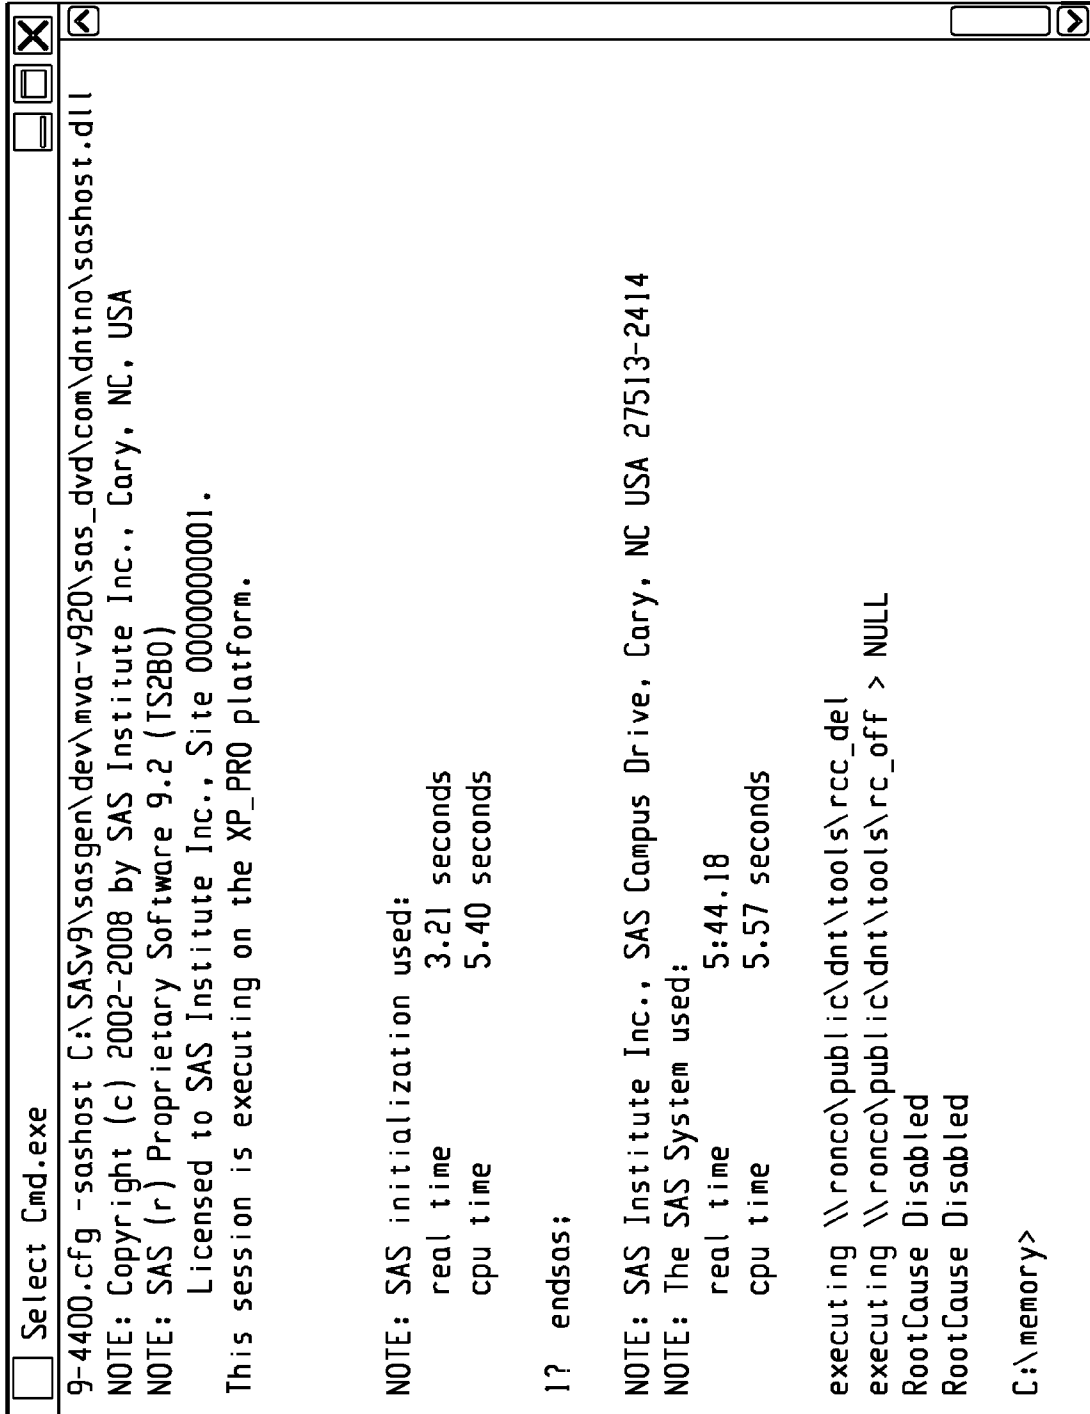 Select Cmd.exe
9-4400.cfg -sashost C:\SASv9\sasgen\dev\mva-v920\sas_dvd\com\dntno\sashost.dll
NOTE: Copyright (c) 2002-2008 by SAS Institute Inc., Cary, NC, USA
NOTE: SAS (r) Proprietary Software 9.2 (TS2B0)
Licensed to SAS Institute Inc., Site 0000000001.
This session is executing on the XP_PRO platform.
NOTE: SAS initialization used:
real time 3.21 seconds
cpu time 5.40 seconds
1? endsas;
NOTE: SAS Institute Inc., SAS Campus Drive, Cary, NC USA 27513-2414
NOTE: The SAS System used:
real time 5:44.18
cpu time 5.57 seconds
executing \\ronco\public\dnt\tools\rcc_del
executing \\ronco\public\dnt\tools\rc_off > NULL
RootCause Disabled
RootCause Disabled
C:\memory>